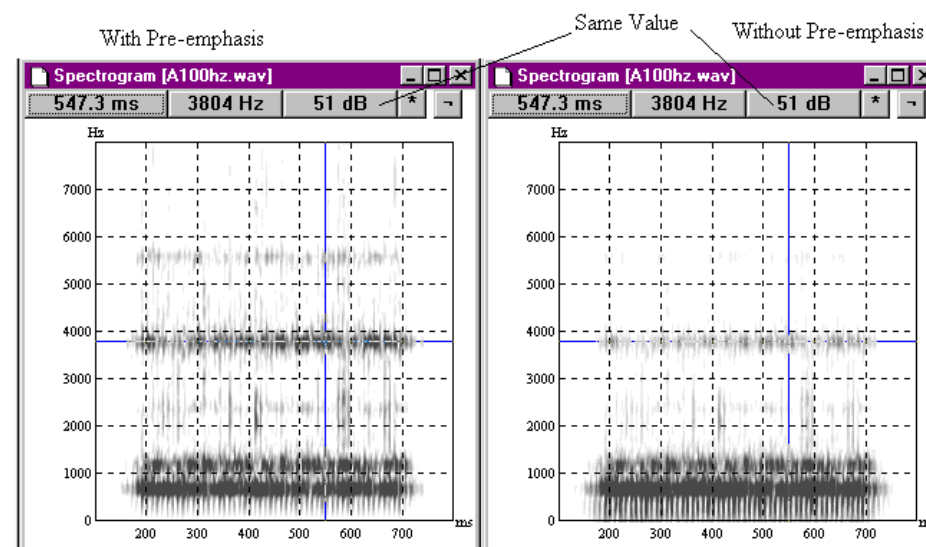 With Pre-emphasis
Same Value
Without Pre-emphasis
Spectrogram [A100hz.wav]
547.3 ms 3804 Hz 51 dB * ¬
Hz
7000
6000
5000
4000
3000
2000
1000
0
200 300 400 500 600 700 ms
Spectrogram [A100hz.wav]
547.3 ms 3804 Hz 51 dB * ¬
Hz
7000
6000
5000
4000
3000
2000
1000
0
200 300 400 500 600 700